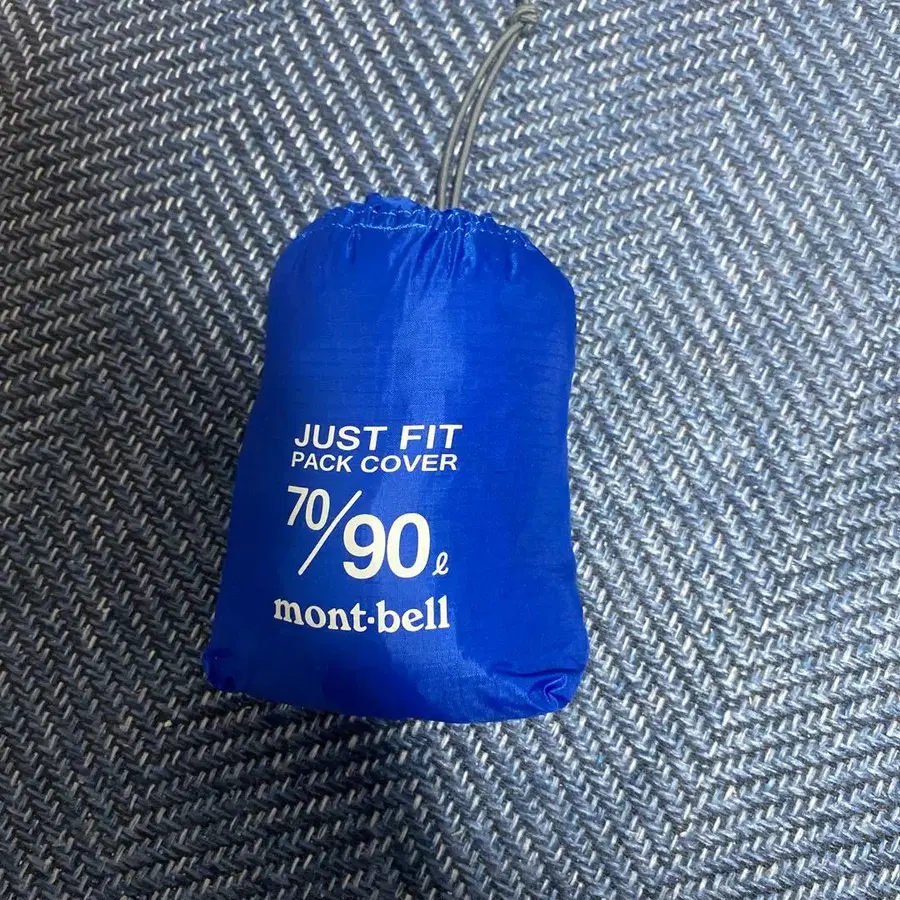 JUST FIT
PACK COVER
70/90ℓ
mont·bell